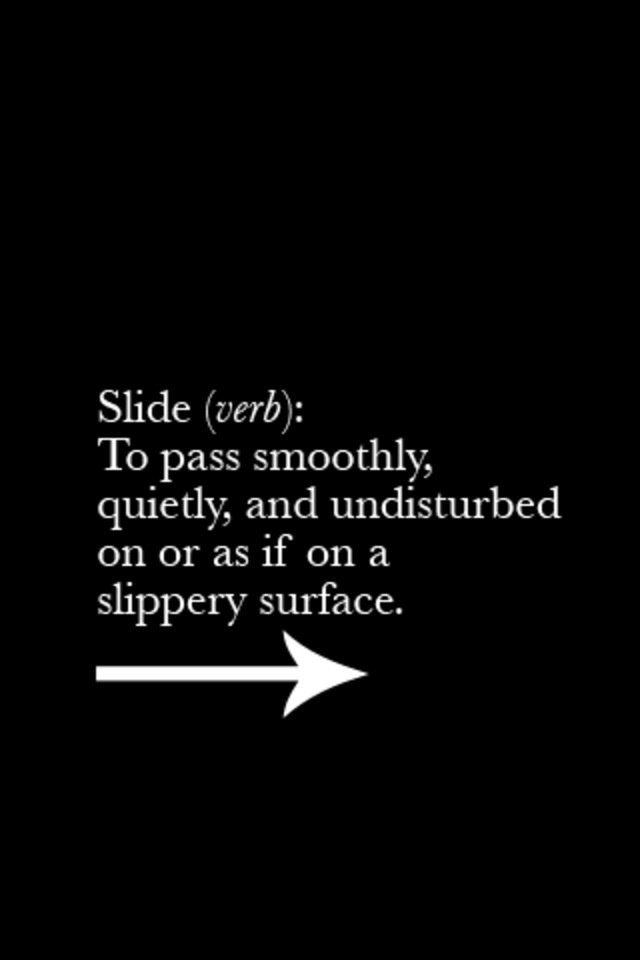 Slide (verb):
To pass smoothly,
quietly, and undisturbed
on or as if on a
slippery surface.